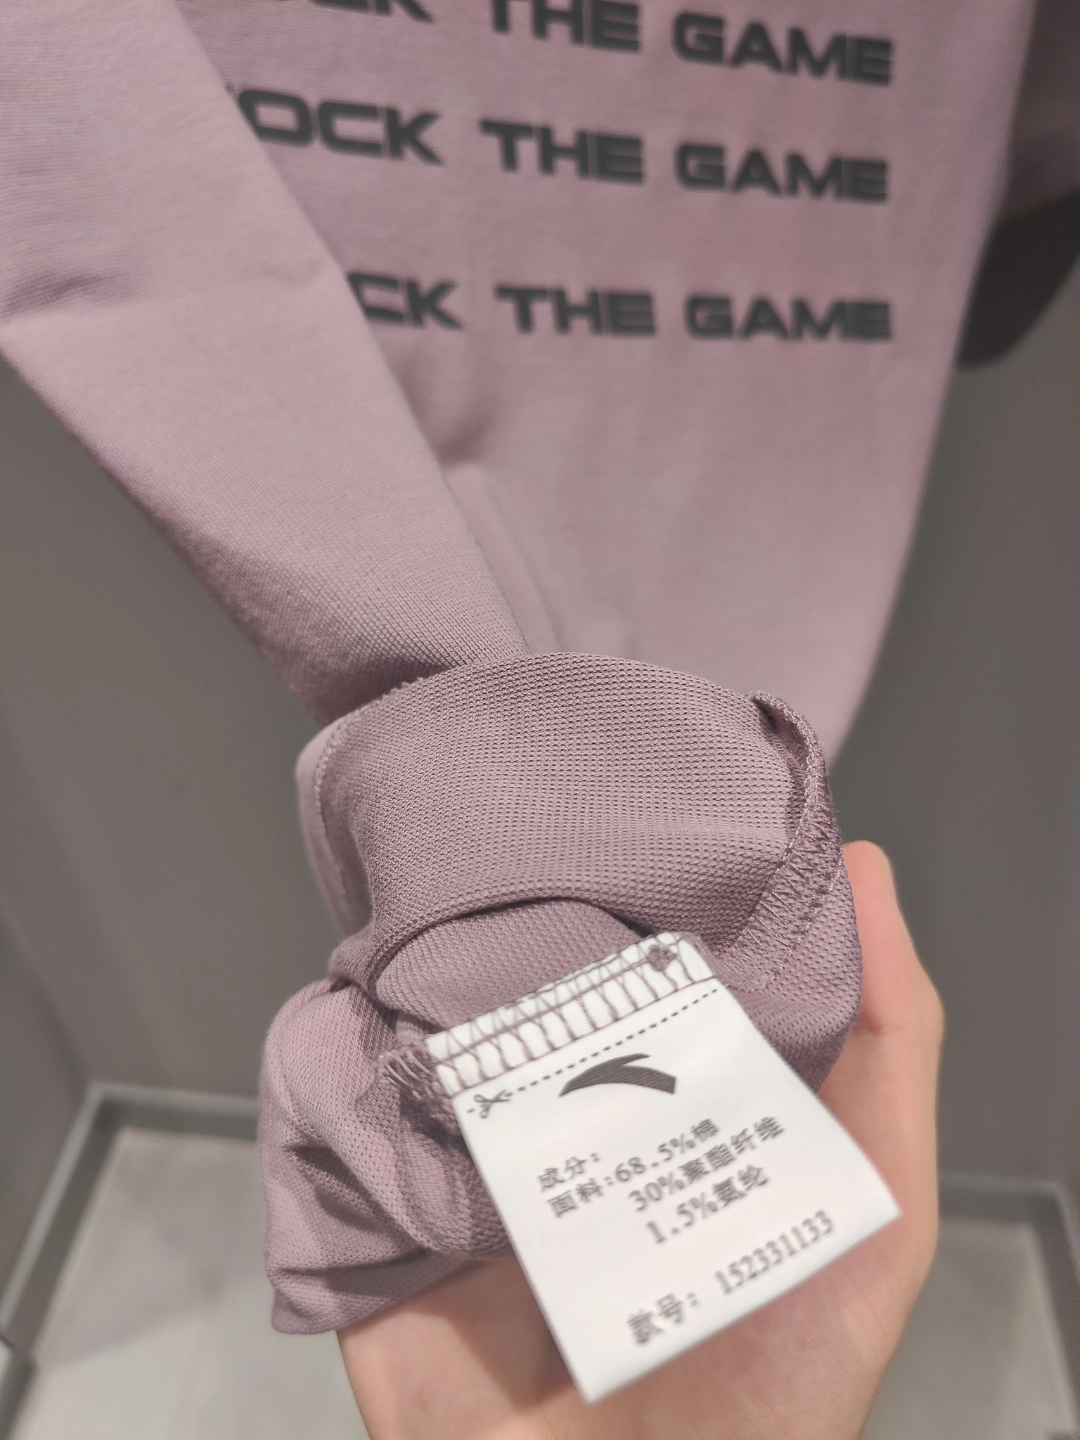 OCK THE GAME
OCK THE GAME
CK THE GAME
成分:
面料:68.5%棉
30%聚酯纤维
1.5%氨纶
款号: 152331133